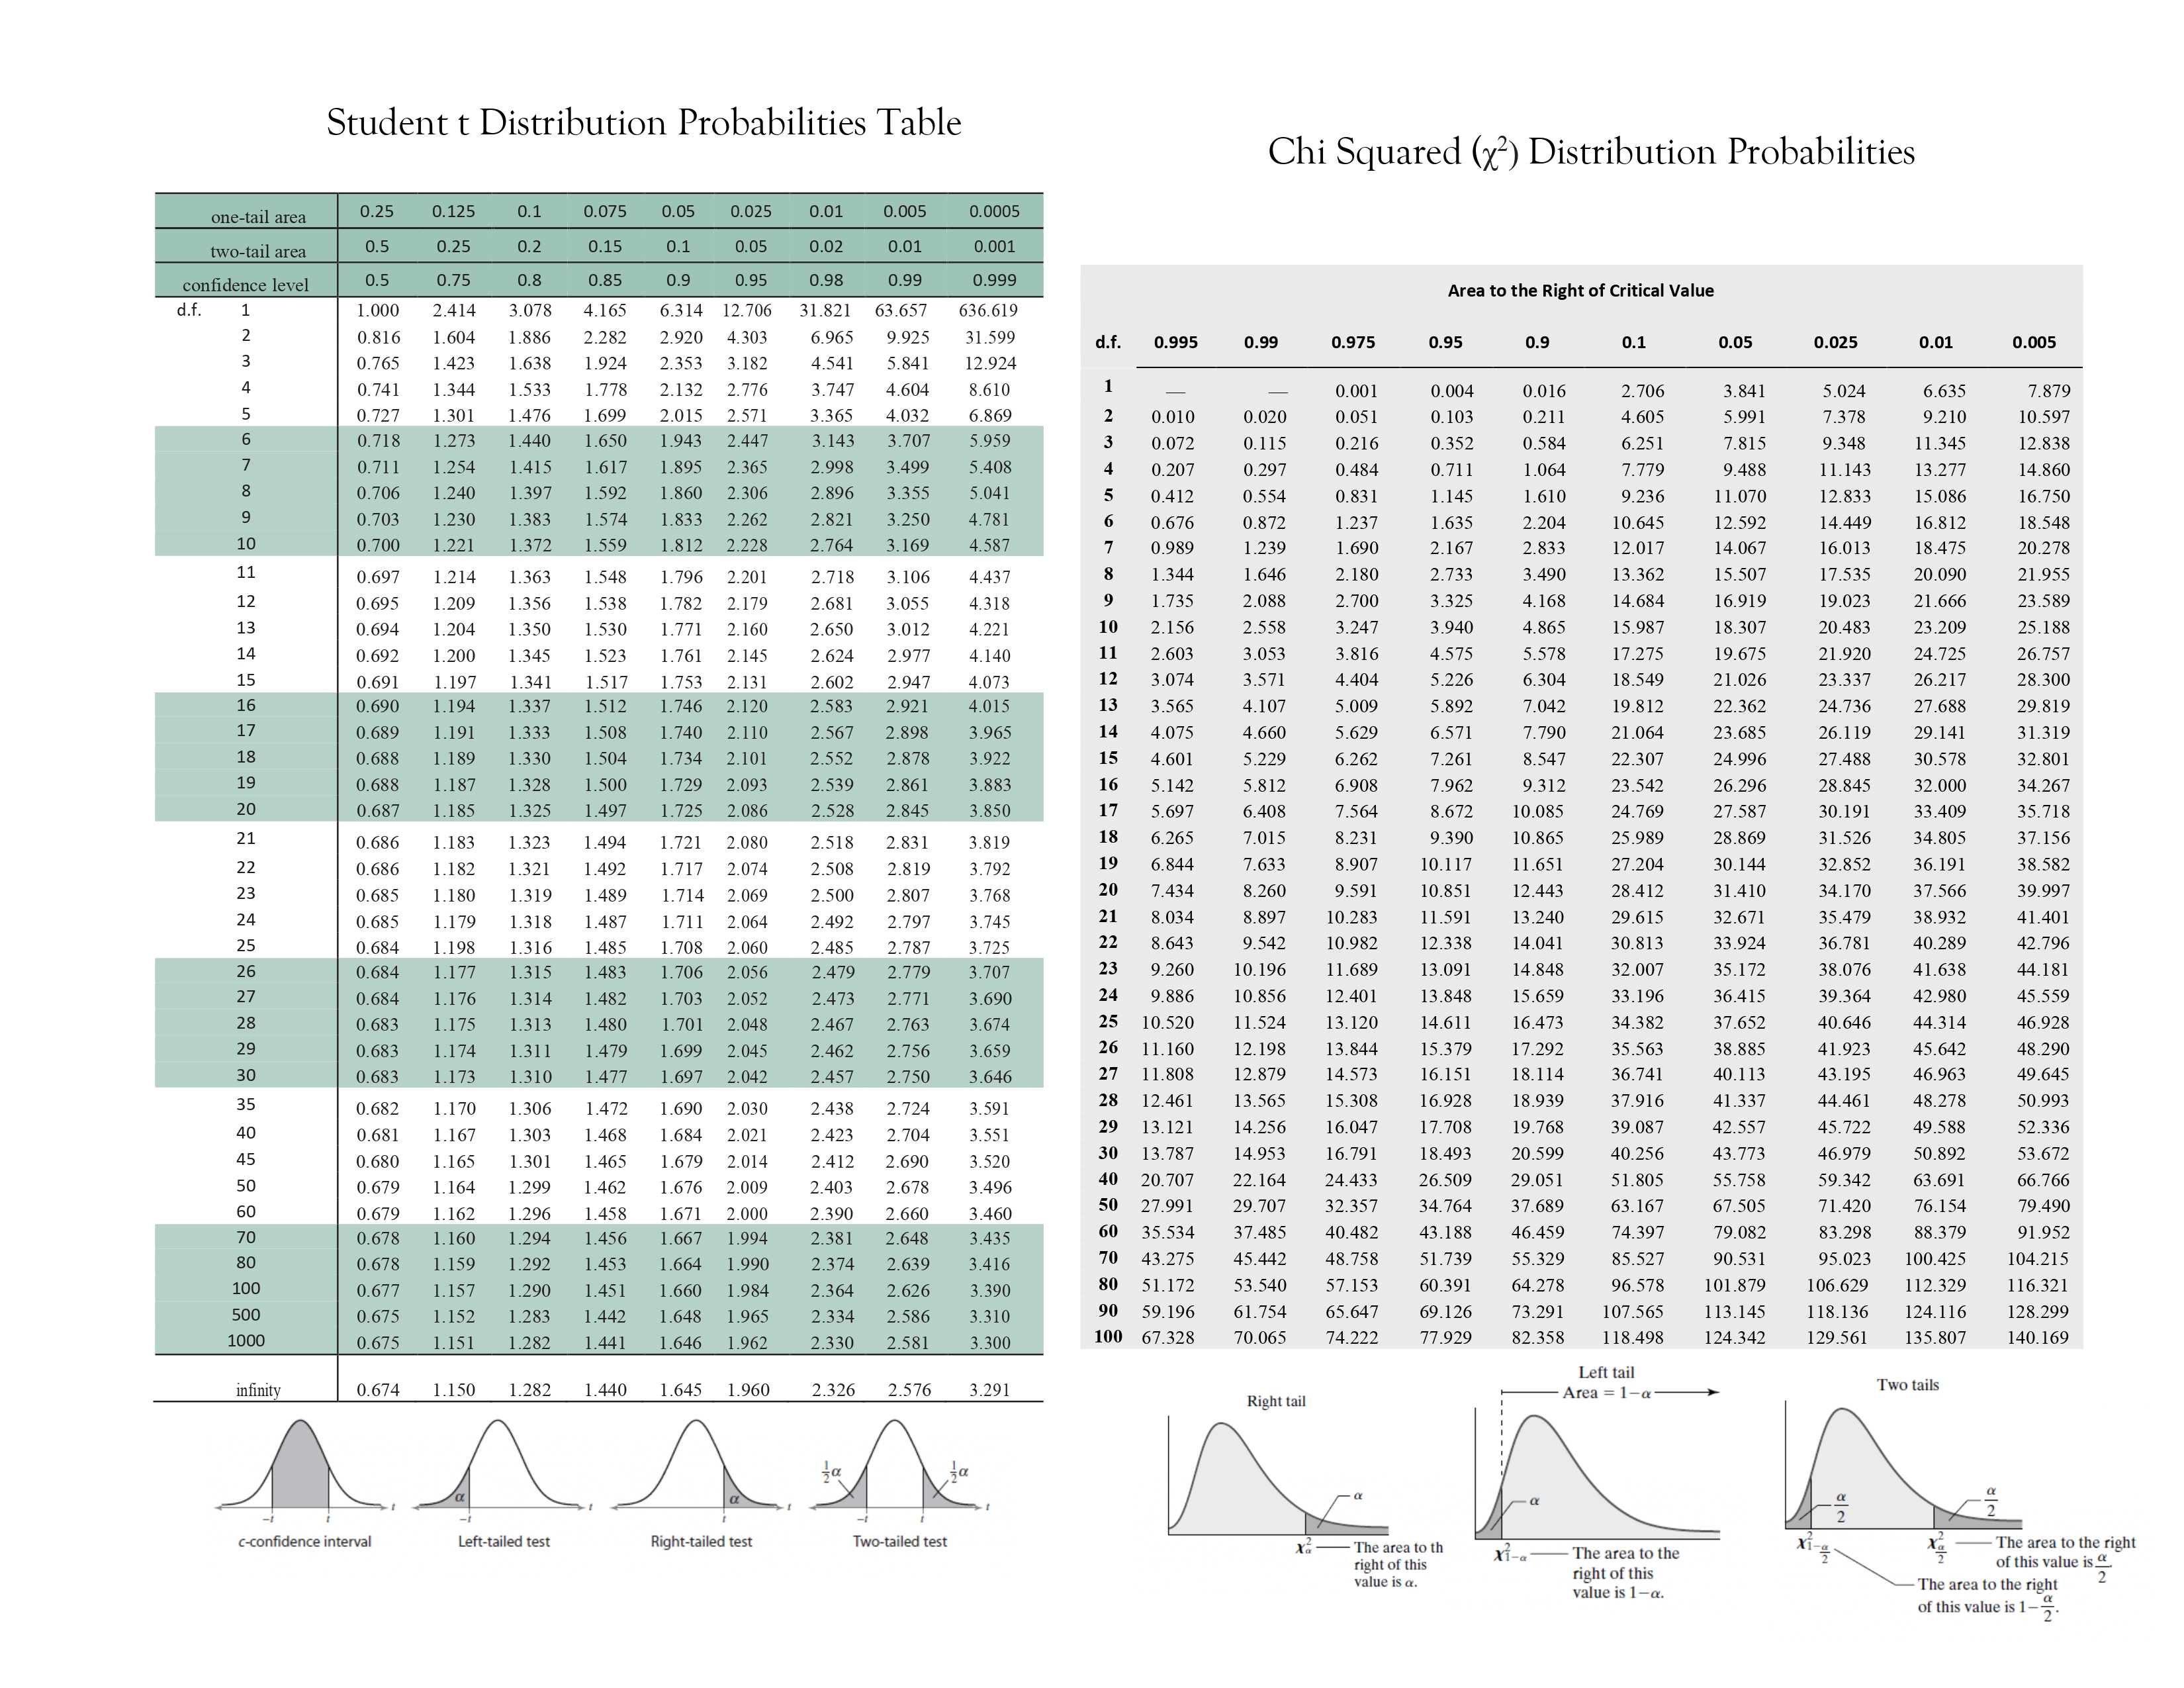 Student t Distribution Probabilities Table
one-tail area 0.25 0.125 0.1 0.075 0.05 0.025 0.01 0.005 0.0005
two-tail area 0.5 0.25 0.2 0.15 0.1 0.05 0.02 0.01 0.001
confidence level 0.5 0.75 0.8 0.85 0.9 0.95 0.98 0.99 0.999
d.f. 1 1.000 2.414 3.078 4.165 6.314 12.706 31.821 63.657 636.619
2 0.816 1.604 1.886 2.282 2.920 4.303 6.965 9.925 31.599
3 0.765 1.423 1.638 1.924 2.353 3.182 4.541 5.841 12.924
4 0.741 1.344 1.533 1.778 2.132 2.776 3.747 4.604 8.610
5 0.727 1.301 1.476 1.699 2.015 2.571 3.365 4.032 6.869
6 0.718 1.273 1.440 1.650 1.943 2.447 3.143 3.707 5.959
7 0.711 1.254 1.415 1.617 1.895 2.365 2.998 3.499 5.408
8 0.706 1.240 1.397 1.592 1.860 2.306 2.896 3.355 5.041
9 0.703 1.230 1.383 1.574 1.833 2.262 2.821 3.250 4.781
10 0.700 1.221 1.372 1.559 1.812 2.228 2.764 3.169 4.587
11 0.697 1.214 1.363 1.548 1.796 2.201 2.718 3.106 4.437
12 0.695 1.209 1.356 1.538 1.782 2.179 2.681 3.055 4.318
13 0.694 1.204 1.350 1.530 1.771 2.160 2.650 3.012 4.221
14 0.692 1.200 1.345 1.523 1.761 2.145 2.624 2.977 4.140
15 0.691 1.197 1.341 1.517 1.753 2.131 2.602 2.947 4.073
16 0.690 1.194 1.337 1.512 1.746 2.120 2.583 2.921 4.015
17 0.689 1.191 1.333 1.508 1.740 2.110 2.567 2.898 3.965
18 0.688 1.189 1.330 1.504 1.734 2.101 2.552 2.878 3.922
19 0.688 1.187 1.328 1.500 1.729 2.093 2.539 2.861 3.883
20 0.687 1.185 1.325 1.497 1.725 2.086 2.528 2.845 3.850
21 0.686 1.183 1.323 1.494 1.721 2.080 2.518 2.831 3.819
22 0.686 1.182 1.321 1.492 1.717 2.074 2.508 2.819 3.792
23 0.685 1.180 1.319 1.489 1.714 2.069 2.500 2.807 3.768
24 0.685 1.179 1.318 1.487 1.711 2.064 2.492 2.797 3.745
25 0.684 1.198 1.316 1.485 1.708 2.060 2.485 2.787 3.725
26 0.684 1.177 1.315 1.483 1.706 2.056 2.479 2.779 3.707
27 0.684 1.176 1.314 1.482 1.703 2.052 2.473 2.771 3.690
28 0.683 1.175 1.313 1.480 1.701 2.048 2.467 2.763 3.674
29 0.683 1.174 1.311 1.479 1.699 2.045 2.462 2.756 3.659
30 0.683 1.173 1.310 1.477 1.697 2.042 2.457 2.750 3.646
35 0.682 1.170 1.306 1.472 1.690 2.030 2.438 2.724 3.591
40 0.681 1.167 1.303 1.468 1.684 2.021 2.423 2.704 3.551
45 0.680 1.165 1.301 1.465 1.679 2.014 2.412 2.690 3.520
50 0.679 1.164 1.299 1.462 1.676 2.009 2.403 2.678 3.496
60 0.679 1.162 1.296 1.458 1.671 2.000 2.390 2.660 3.460
70 0.678 1.160 1.294 1.456 1.667 1.994 2.381 2.648 3.435
80 0.678 1.159 1.292 1.453 1.664 1.990 2.374 2.639 3.416
100 0.677 1.157 1.290 1.451 1.660 1.984 2.364 2.626 3.390
500 0.675 1.152 1.283 1.442 1.648 1.965 2.334 2.586 3.310
1000 0.675 1.151 1.282 1.441 1.646 1.962 2.330 2.581 3.300
infinity 0.674 1.150 1.282 1.440 1.645 1.960 2.326 2.576 3.291
−t t t
c-confidence interval
α −t t
Left-tailed test
α t t
Right-tailed test
½α ½α −t t t
Two-tailed test
Chi Squared (χ²) Distribution Probabilities
Area to the Right of Critical Value
d.f. 0.995 0.99 0.975 0.95 0.9 0.1 0.05 0.025 0.01 0.005
1 — — 0.001 0.004 0.016 2.706 3.841 5.024 6.635 7.879
2 0.010 0.020 0.051 0.103 0.211 4.605 5.991 7.378 9.210 10.597
3 0.072 0.115 0.216 0.352 0.584 6.251 7.815 9.348 11.345 12.838
4 0.207 0.297 0.484 0.711 1.064 7.779 9.488 11.143 13.277 14.860
5 0.412 0.554 0.831 1.145 1.610 9.236 11.070 12.833 15.086 16.750
6 0.676 0.872 1.237 1.635 2.204 10.645 12.592 14.449 16.812 18.548
7 0.989 1.239 1.690 2.167 2.833 12.017 14.067 16.013 18.475 20.278
8 1.344 1.646 2.180 2.733 3.490 13.362 15.507 17.535 20.090 21.955
9 1.735 2.088 2.700 3.325 4.168 14.684 16.919 19.023 21.666 23.589
10 2.156 2.558 3.247 3.940 4.865 15.987 18.307 20.483 23.209 25.188
11 2.603 3.053 3.816 4.575 5.578 17.275 19.675 21.920 24.725 26.757
12 3.074 3.571 4.404 5.226 6.304 18.549 21.026 23.337 26.217 28.300
13 3.565 4.107 5.009 5.892 7.042 19.812 22.362 24.736 27.688 29.819
14 4.075 4.660 5.629 6.571 7.790 21.064 23.685 26.119 29.141 31.319
15 4.601 5.229 6.262 7.261 8.547 22.307 24.996 27.488 30.578 32.801
16 5.142 5.812 6.908 7.962 9.312 23.542 26.296 28.845 32.000 34.267
17 5.697 6.408 7.564 8.672 10.085 24.769 27.587 30.191 33.409 35.718
18 6.265 7.015 8.231 9.390 10.865 25.989 28.869 31.526 34.805 37.156
19 6.844 7.633 8.907 10.117 11.651 27.204 30.144 32.852 36.191 38.582
20 7.434 8.260 9.591 10.851 12.443 28.412 31.410 34.170 37.566 39.997
21 8.034 8.897 10.283 11.591 13.240 29.615 32.671 35.479 38.932 41.401
22 8.643 9.542 10.982 12.338 14.041 30.813 33.924 36.781 40.289 42.796
23 9.260 10.196 11.689 13.091 14.848 32.007 35.172 38.076 41.638 44.181
24 9.886 10.856 12.401 13.848 15.659 33.196 36.415 39.364 42.980 45.559
25 10.520 11.524 13.120 14.611 16.473 34.382 37.652 40.646 44.314 46.928
26 11.160 12.198 13.844 15.379 17.292 35.563 38.885 41.923 45.642 48.290
27 11.808 12.879 14.573 16.151 18.114 36.741 40.113 43.195 46.963 49.645
28 12.461 13.565 15.308 16.928 18.939 37.916 41.337 44.461 48.278 50.993
29 13.121 14.256 16.047 17.708 19.768 39.087 42.557 45.722 49.588 52.336
30 13.787 14.953 16.791 18.493 20.599 40.256 43.773 46.979 50.892 53.672
40 20.707 22.164 24.433 26.509 29.051 51.805 55.758 59.342 63.691 66.766
50 27.991 29.707 32.357 34.764 37.689 63.167 67.505 71.420 76.154 79.490
60 35.534 37.485 40.482 43.188 46.459 74.397 79.082 83.298 88.379 91.952
70 43.275 45.442 48.758 51.739 55.329 85.527 90.531 95.023 100.425 104.215
80 51.172 53.540 57.153 60.391 64.278 96.578 101.879 106.629 112.329 116.321
90 59.196 61.754 65.647 69.126 73.291 107.565 113.145 118.136 124.116 128.299
100 67.328 70.065 74.222 77.929 82.358 118.498 124.342 129.561 135.807 140.169
Right tail
α
χ²α The area to th
right of this
value is α.
Left tail
Area = 1−α
α
χ²1−α The area to the
right of this
value is 1−α.
Two tails
α/2 α/2
χ²1−α/2 χ²α/2 The area to the right
of this value is α/2.
The area to the right
of this value is 1−α/2.